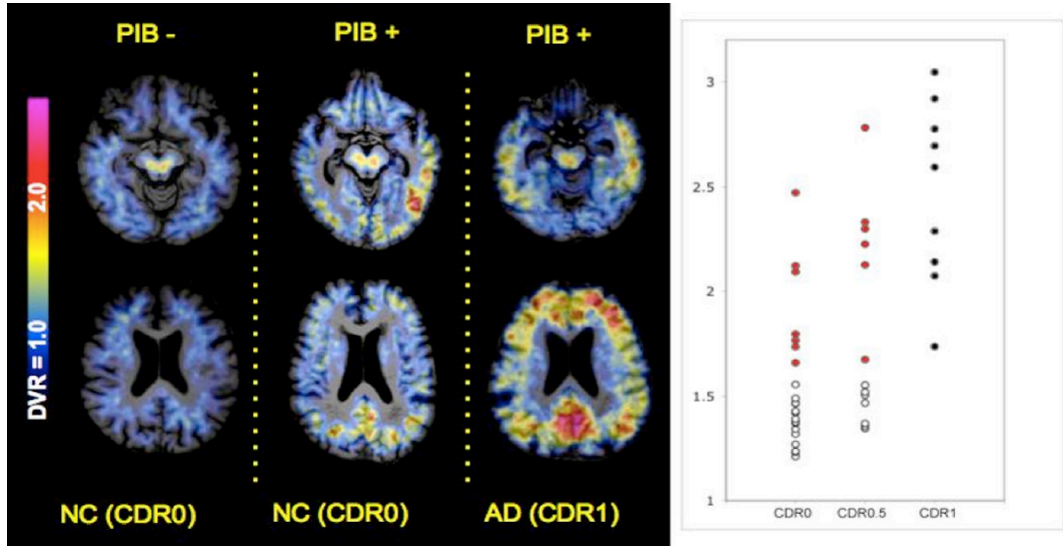 PIB -
PIB +
PIB +
DVR = 1.0
2.0
NC (CDR0)
NC (CDR0)
AD (CDR1)
3
2.5
2
1.5
1
CDR0
CDR0.5
CDR1